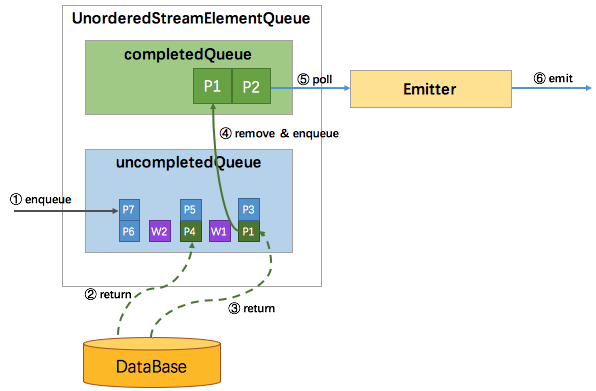 UnorderedStreamElementQueue
completedQueue
P1 P2
⑤ poll
Emitter
⑥ emit
④ remove & enqueue
uncompletedQueue
① enqueue
P7 P5 P3
P6 W2 P4 W1 P1
② return
③ return
DataBase